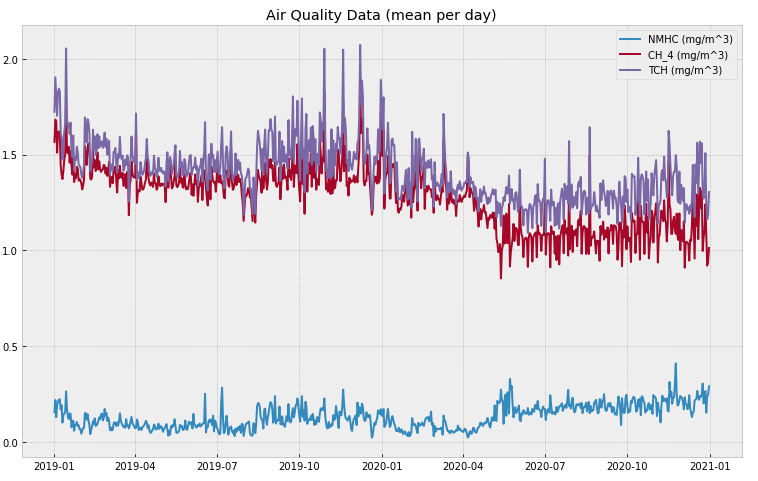 Air Quality Data (mean per day)
NMHC (mg/m^3)
CH_4 (mg/m^3)
TCH (mg/m^3)
2.0
1.5
1.0
0.5
0.0
2019-01 2019-04 2019-07 2019-10 2020-01 2020-04 2020-07 2020-10 2021-01